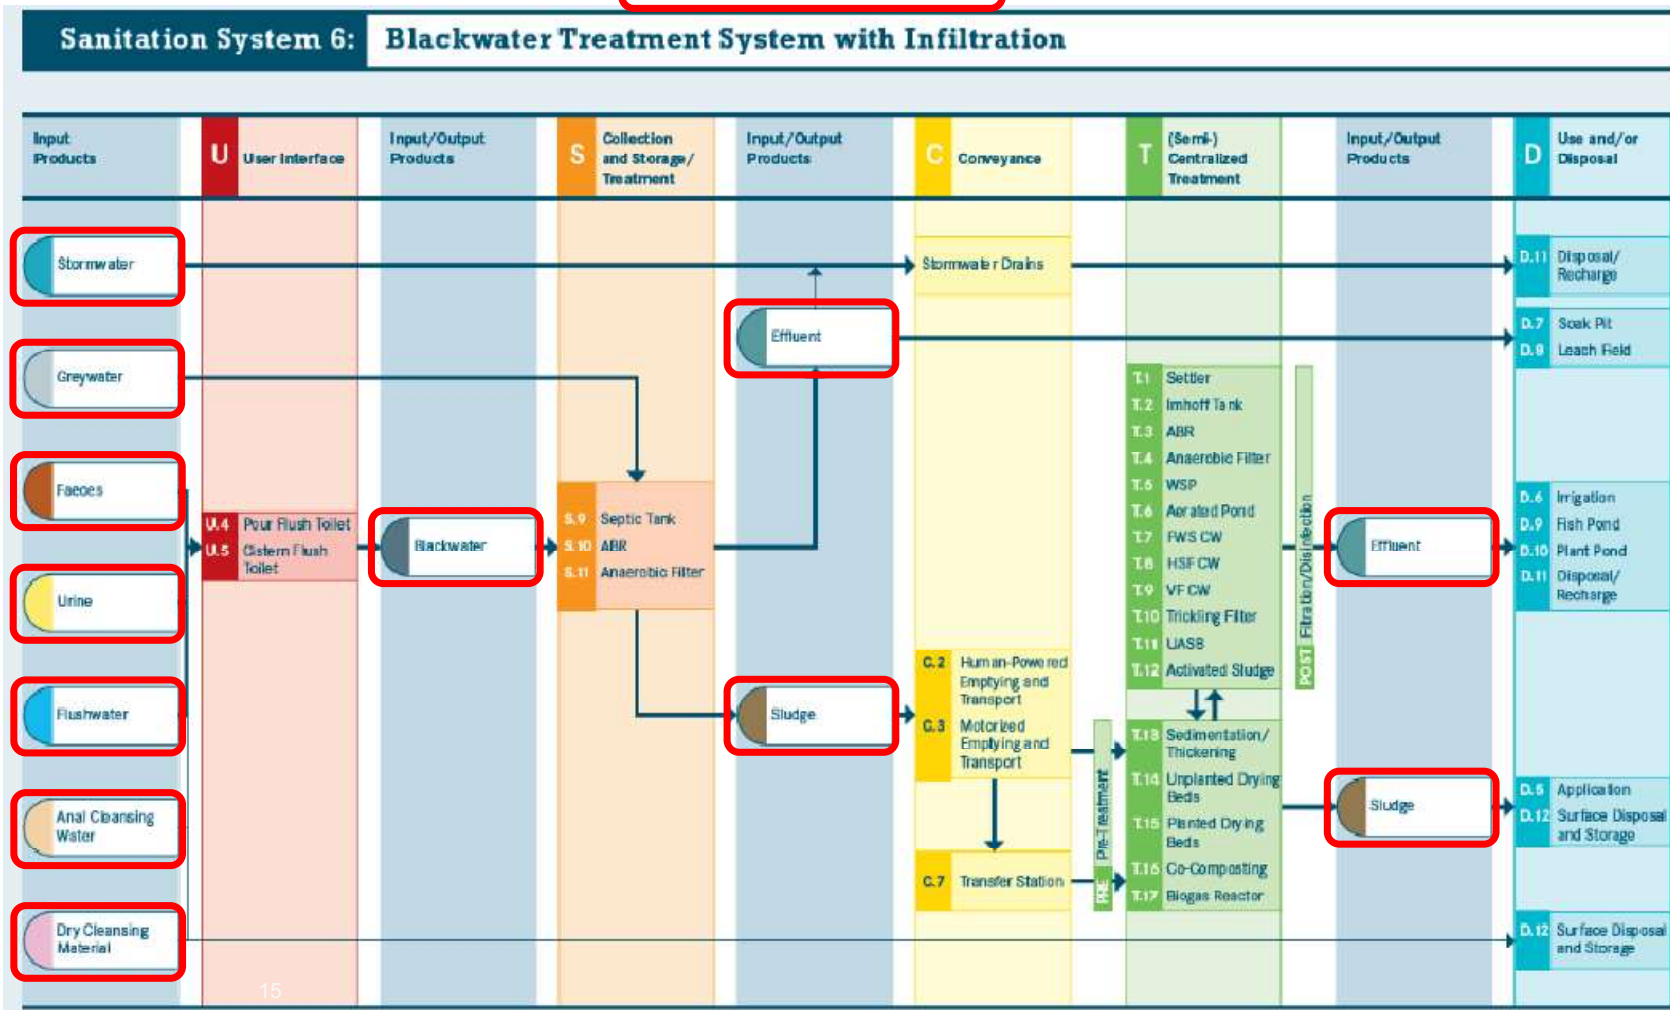 Sanitation System 6: Blackwater Treatment System with Infiltration
Input
Products
U User Interface
Input/Output
Products
S Collection
and Storage/
Treatment
Input/Output
Products
C Conveyance
T (Semi-)
Centralized
Treatment
Input/Output
Products
D Use and/or
Disposal
Stormwater
Greywater
Faeces
Urine
Flushwater
Anal Cleansing
Water
Dry Cleansing
Material
U.4 Pour Flush Toilet
U.5 Cistern Flush
Toilet
Blackwater
S.9 Septic Tank
S.10 ABR
S.11 Anaerobic Filter
Effluent
Sludge
Stormwater Drains
C.2 Human-Powered
Emptying and
Transport
C.3 Motorized
Emptying and
Transport
C.7 Transfer Station
PRE Pre-Treatment
T.1 Settler
T.2 Imhoff Tank
T.3 ABR
T.4 Anaerobic Filter
T.5 WSP
T.6 Aerated Pond
T.7 FWS CW
T.8 HSF CW
T.9 VF CW
T.10 Trickling Filter
T.11 UASB
T.12 Activated Sludge
T.13 Sedimentation/
Thickening
T.14 Unplanted Drying
Beds
T.15 Planted Drying
Beds
T.16 Co-Composting
T.17 Biogas Reactor
POST Filtration/Disinfection
Effluent
Sludge
D.11 Disposal/
Recharge
D.7 Soak Pit
D.8 Leach Field
D.6 Irrigation
D.9 Fish Pond
D.10 Plant Pond
D.11 Disposal/
Recharge
D.5 Application
D.12 Surface Disposal
and Storage
D.12 Surface Disposal
and Storage
15